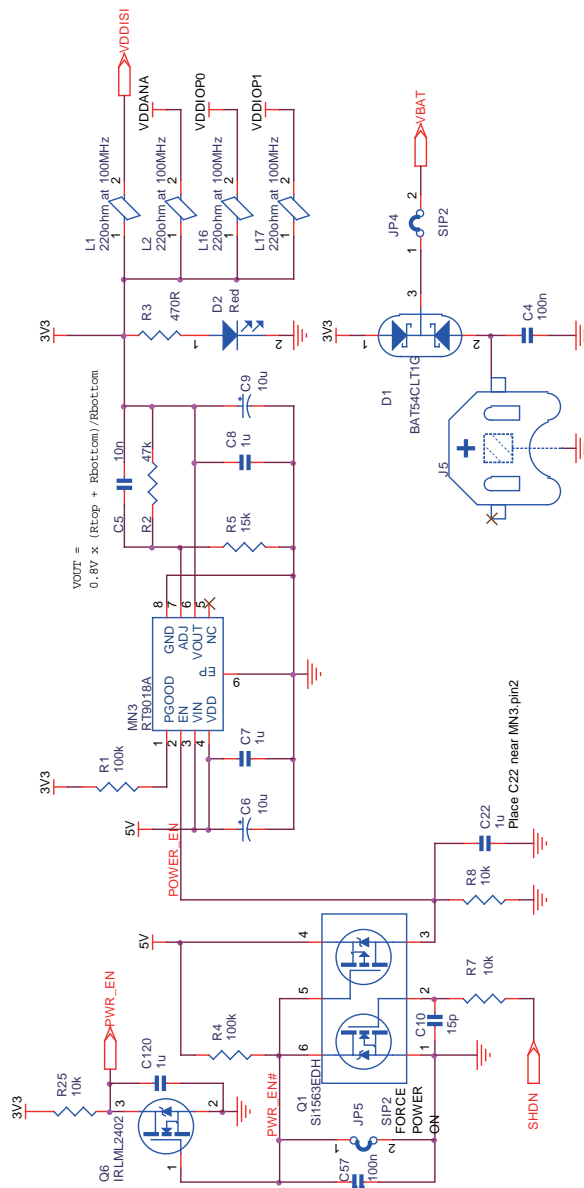 3V3
R25
10k
PWR_EN
Q6
IRLML2402
3
2
1
C120
1u
PWR_EN#
R4
100k
5V
Q1
Si1563EDH
6
5
4
1
2
3
C57
100n
1
2
JP5
SIP2
FORCE
POWER
ON
C10
15p
R7
10k
SHDN
R8
10k
C22
1u
Place C22 near MN3.pin2
3V3
R1
100k
5V
POWER_EN
C6
10u
C7
1u
MN3
RT9018A
PGOOD
EN
VIN
VDD
GND
ADJ
VOUT
NC
EP
1
2
3
4
8
7
6
5
9
VOUT =
0.8V x (Rtop + Rbottom)/Rbottom
C5
10n
R2
47k
R5
15k
C8
1u
C9
10u
3V3
R3
470R
D2
Red
1
2
L1
220ohm at 100MHz
1
2
VDDISI
L2
220ohm at 100MHz
1
2
VDDANA
L16
220ohm at 100MHz
1
2
VDDIOP0
L17
220ohm at 100MHz
1
2
VDDIOP1
3V3
D1
BAT54CLT1G
1
2
3
JP4
SIP2
1
2
VBAT
J5
C4
100n